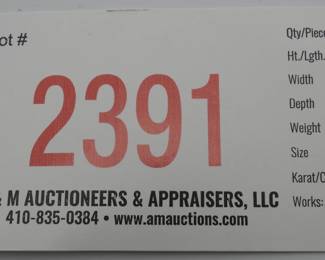 ot #
2391
& M AUCTIONEERS & APPRAISERS, LLC
410-835-0384 • www.amauctions.com
Qty/Piece
Ht./Lgth.
Width
Depth
Weight
Size
Karat/C
Works: